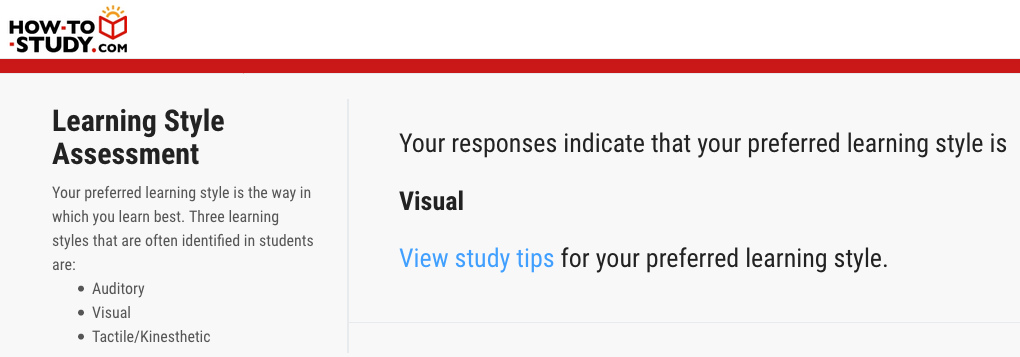 HOW-TO
-STUDY.COM
Learning Style
Assessment
Your preferred learning style is the way in
which you learn best. Three learning
styles that are often identified in students
are:
• Auditory
• Visual
• Tactile/Kinesthetic
Your responses indicate that your preferred learning style is
Visual
View study tips for your preferred learning style.